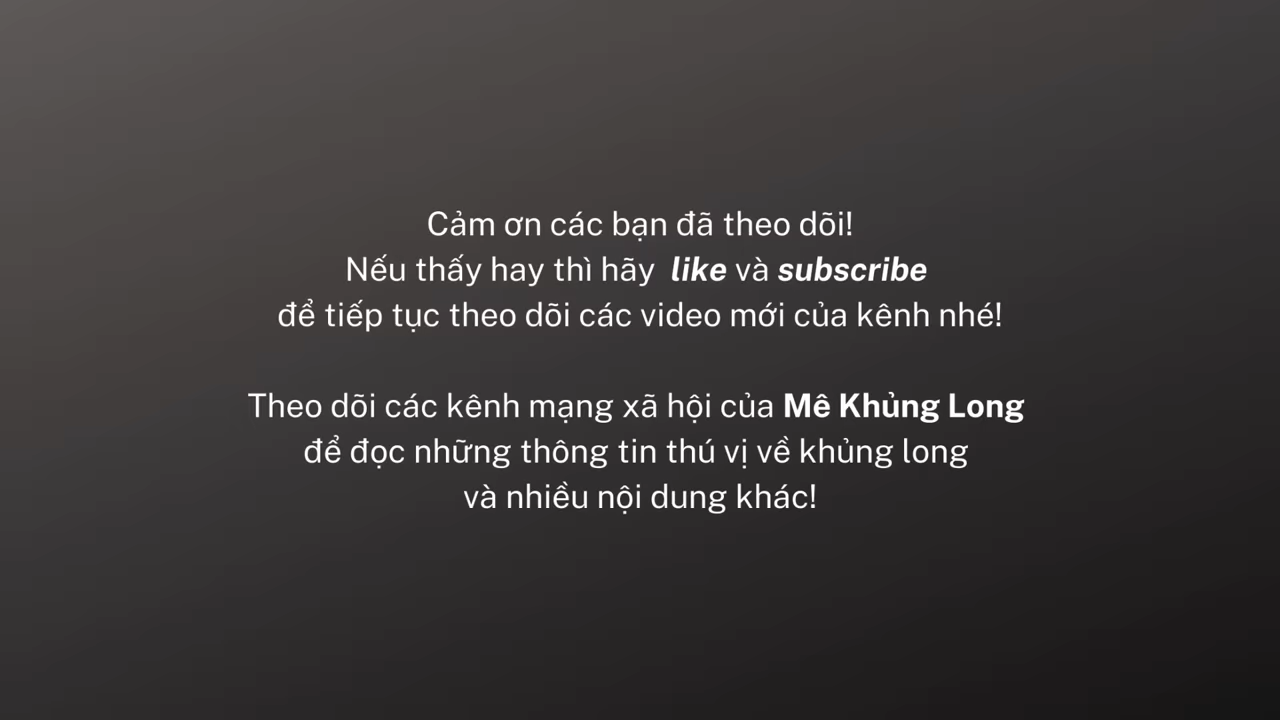 Cảm ơn các bạn đã theo dõi!
Nếu thấy hay thì hãy like và subscribe
để tiếp tục theo dõi các video mới của kênh nhé!
Theo dõi các kênh mạng xã hội của Mê Khủng Long
để đọc những thông tin thú vị về khủng long
và nhiều nội dung khác!